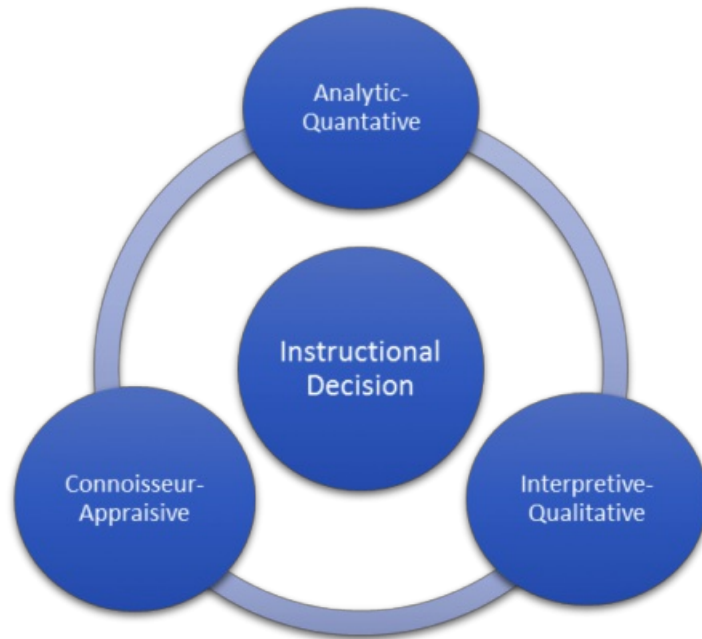 Analytic-
Quantative
Instructional
Decision
Connoisseur-
Appraisive
Interpretive-
Qualitative